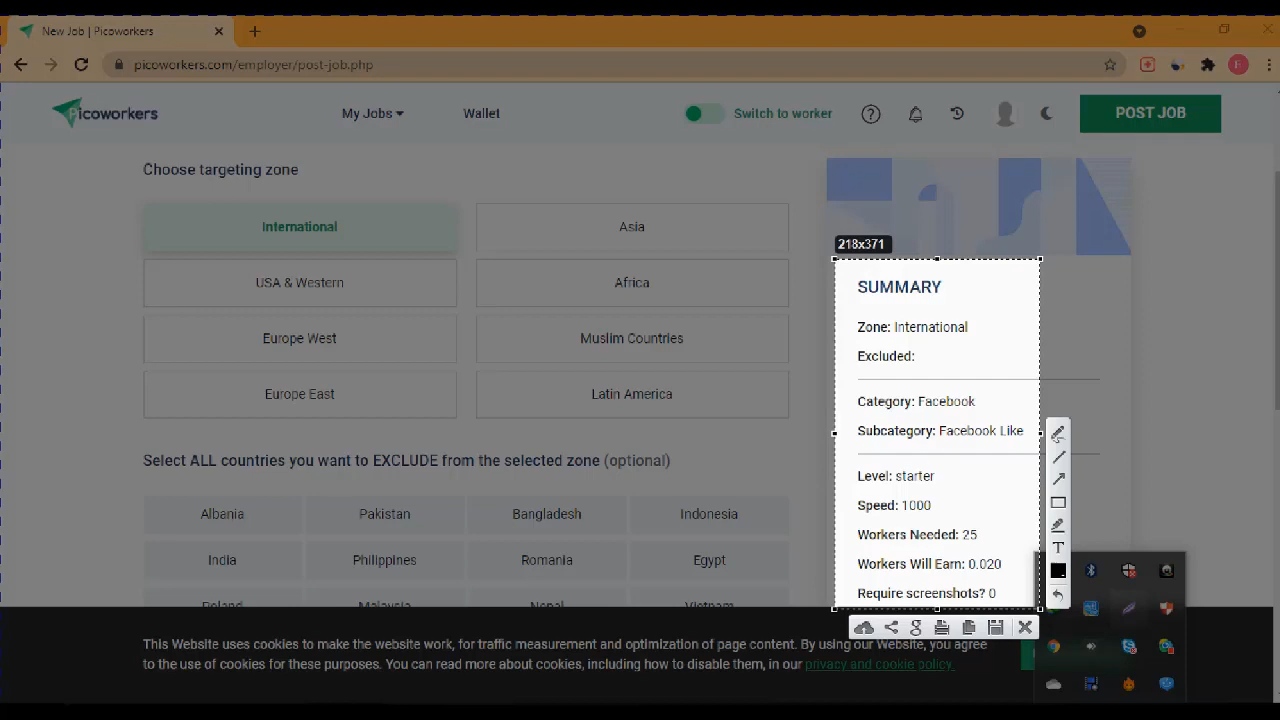 New Job | Picoworkers
picoworkers.com/employer/post-job.php
E
Picoworkers
My Jobs
Wallet
Switch to worker
POST JOB
Choose targeting zone
International
Asia
USA & Western
Africa
Europe West
Muslim Countries
Europe East
Latin America
Select ALL countries you want to EXCLUDE from the selected zone (optional)
Albania
Pakistan
Bangladesh
Indonesia
India
Philippines
Romania
Egypt
Poland
Malaysia
Nepal
Vietnam
218x371
SUMMARY
Zone: International
Excluded:
Category: Facebook
Subcategory: Facebook Like
Level: starter
Speed: 1000
Workers Needed: 25
Workers Will Earn: 0.020
Require screenshots? 0
T
g
This Website uses cookies to make the website work, for traffic measurement and optimization of page content. By using our Website, you agree
to the use of cookies for these purposes. You can read more about cookies, including how to disable them, in our privacy and cookie policy.